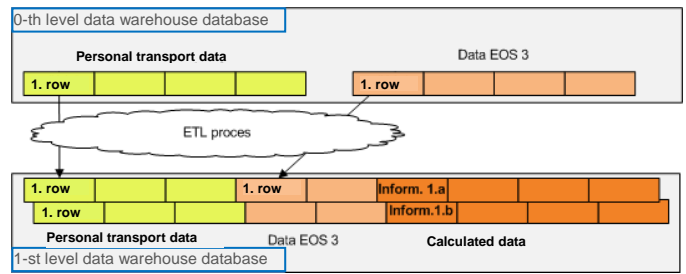 0-th level data warehouse database
Personal transport data
Data EOS 3
1. row
1. row
ETL proces
1. row
1. row
Inform. 1.a
1. row
Inform.1.b
Personal transport data
Data EOS 3
Calculated data
1-st level data warehouse database